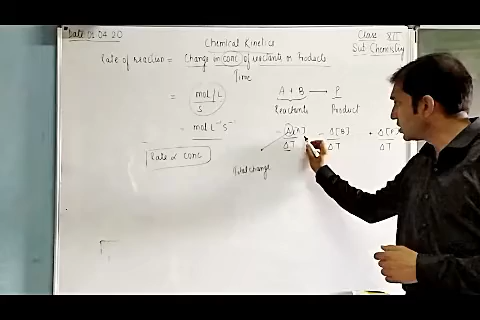 Date 01.04.20
Class XII
Chemical Kinetics
Sub Chemistry
Rate of reaction = Change in conc of reactants or Products
Time
= mol/L
S
A + B → P
Reactants Product
= mol L⁻¹ S⁻¹
- Δ[A] - Δ[B] + Δ[P]
ΔT ΔT ΔT
Rate ∝ conc
Total change